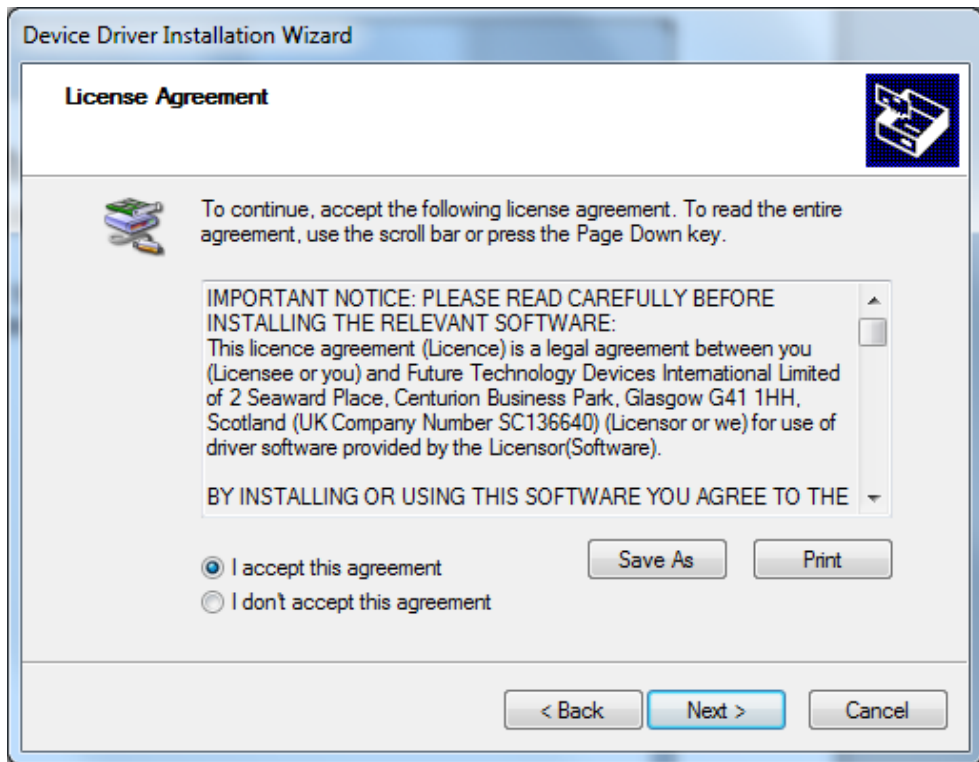 Device Driver Installation Wizard
License Agreement
To continue, accept the following license agreement. To read the entire
agreement, use the scroll bar or press the Page Down key.
IMPORTANT NOTICE: PLEASE READ CAREFULLY BEFORE
INSTALLING THE RELEVANT SOFTWARE:
This licence agreement (Licence) is a legal agreement between you
(Licensee or you) and Future Technology Devices International Limited
of 2 Seaward Place, Centurion Business Park, Glasgow G41 1HH,
Scotland (UK Company Number SC136640) (Licensor or we) for use of
driver software provided by the Licensor(Software).
BY INSTALLING OR USING THIS SOFTWARE YOU AGREE TO THE
Save As
Print
I accept this agreement
I don't accept this agreement
< Back
Next >
Cancel